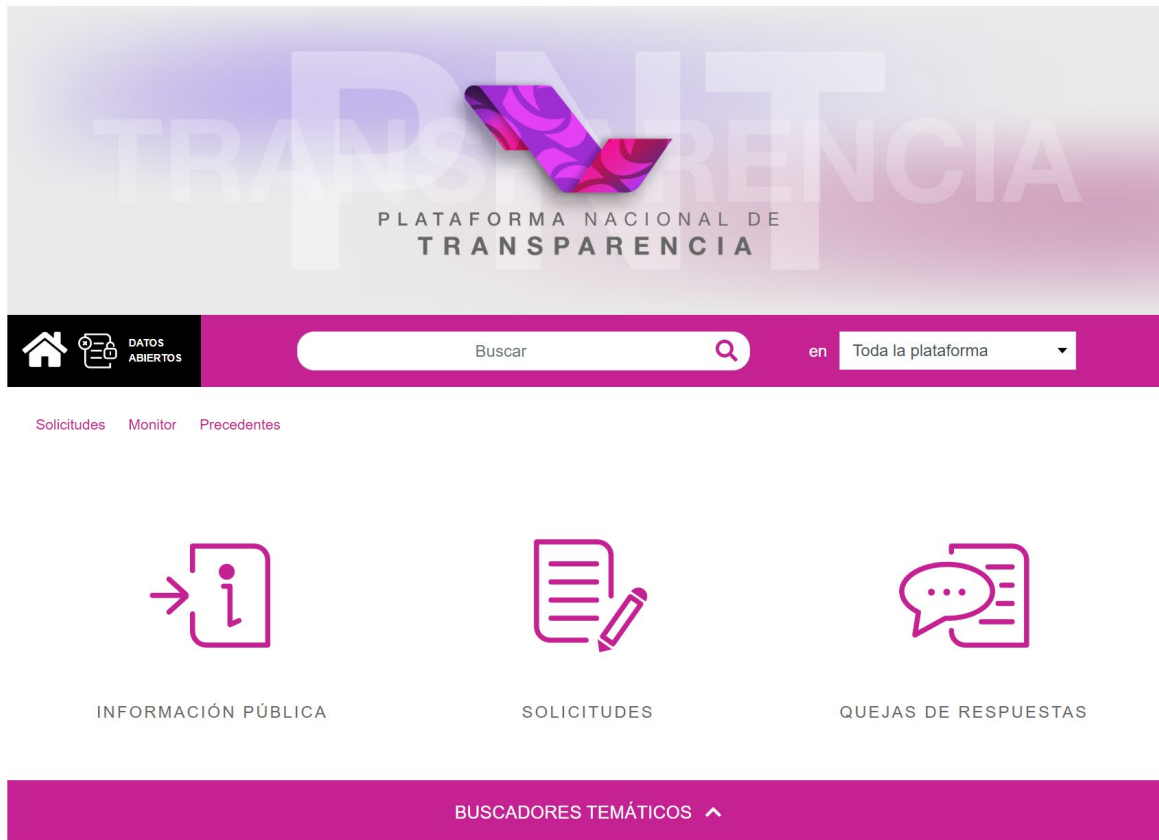 PNT
TRANSPARENCIA
PLATAFORMA NACIONAL DE
TRANSPARENCIA
DATOS
ABIERTOS
Buscar
en
Toda la plataforma
Solicitudes
Monitor
Precedentes
INFORMACIÓN PÚBLICA
SOLICITUDES
QUEJAS DE RESPUESTAS
BUSCADORES TEMÁTICOS